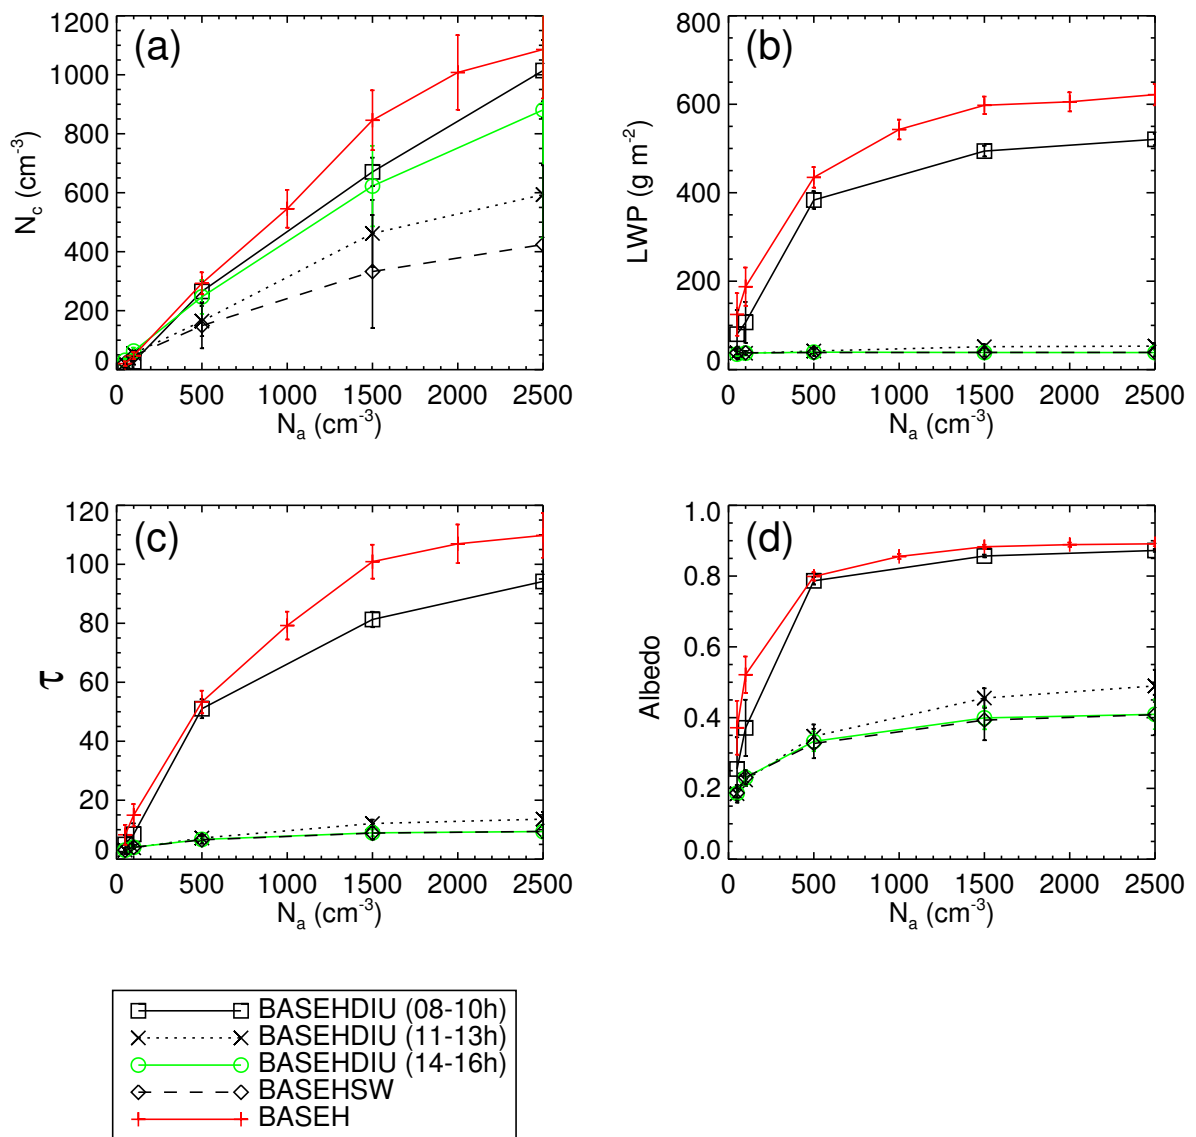 (a)
1200
1000
800
600
400
200
0
N_c (cm^-3)
0 500 1000 1500 2000 2500
N_a (cm^-3)
(b)
800
600
400
200
0
LWP (g m^-2)
0 500 1000 1500 2000 2500
N_a (cm^-3)
(c)
120
100
80
60
40
20
0
τ
0 500 1000 1500 2000 2500
N_a (cm^-3)
(d)
1.0
0.8
0.6
0.4
0.2
0.0
Albedo
0 500 1000 1500 2000 2500
N_a (cm^-3)
BASEHDIU (08-10h)
BASEHDIU (11-13h)
BASEHDIU (14-16h)
BASEHSW
BASEH